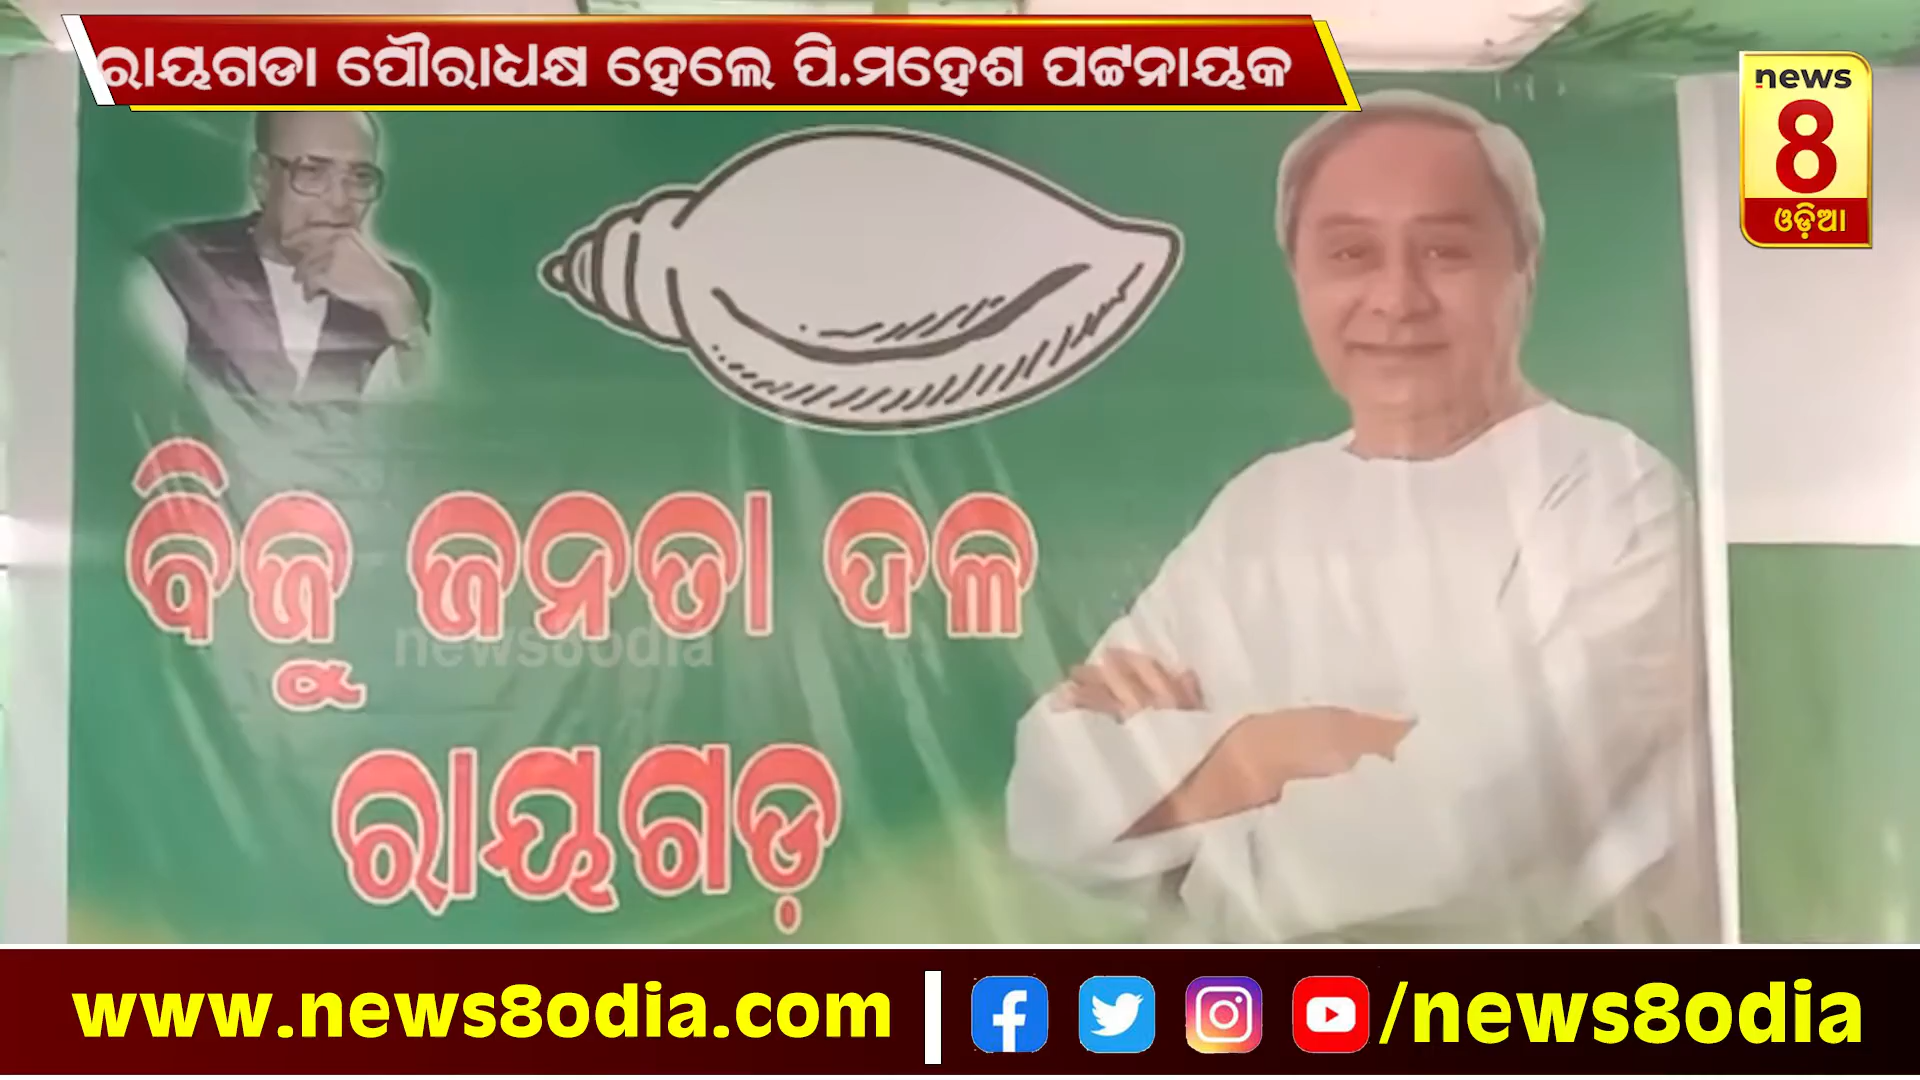 ରାୟଗଡା ପୌରାଧ୍ୟକ୍ଷ ହେଲେ ପି.ମହେଶ ପଟ୍ଟନାୟକ
news
8
ଓଡ଼ିଆ
ବିଜୁ ଜନତା ଦଳ
news8odia
ରାୟଗଡ଼
www.news8odia.com
/news8odia